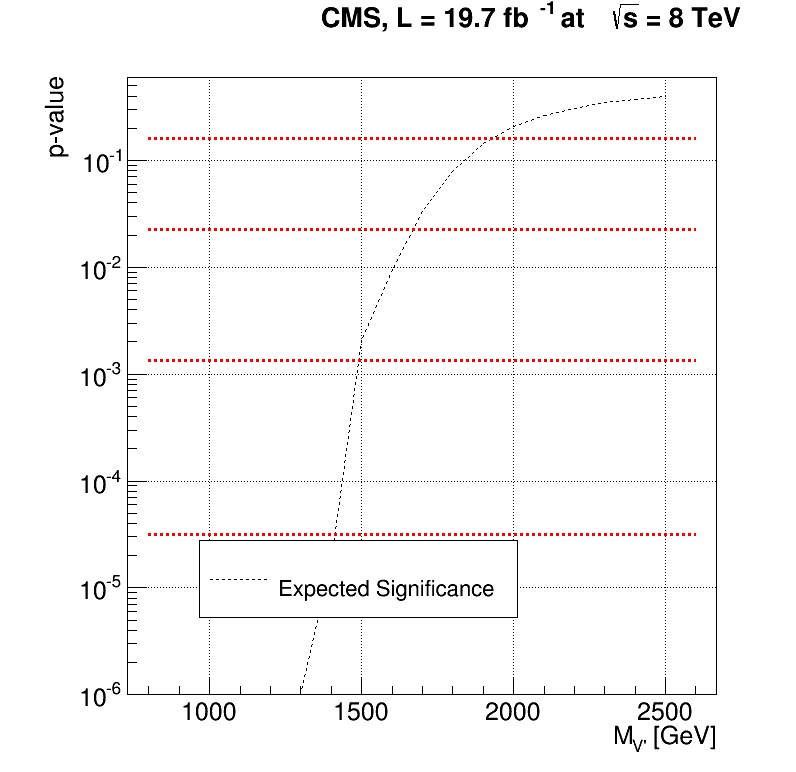 CMS, L = 19.7 fb⁻¹ at √s = 8 TeV
p-value
10⁻¹
10⁻²
10⁻³
10⁻⁴
10⁻⁵
10⁻⁶
Expected Significance
1000 1500 2000 2500
M_V' [GeV]